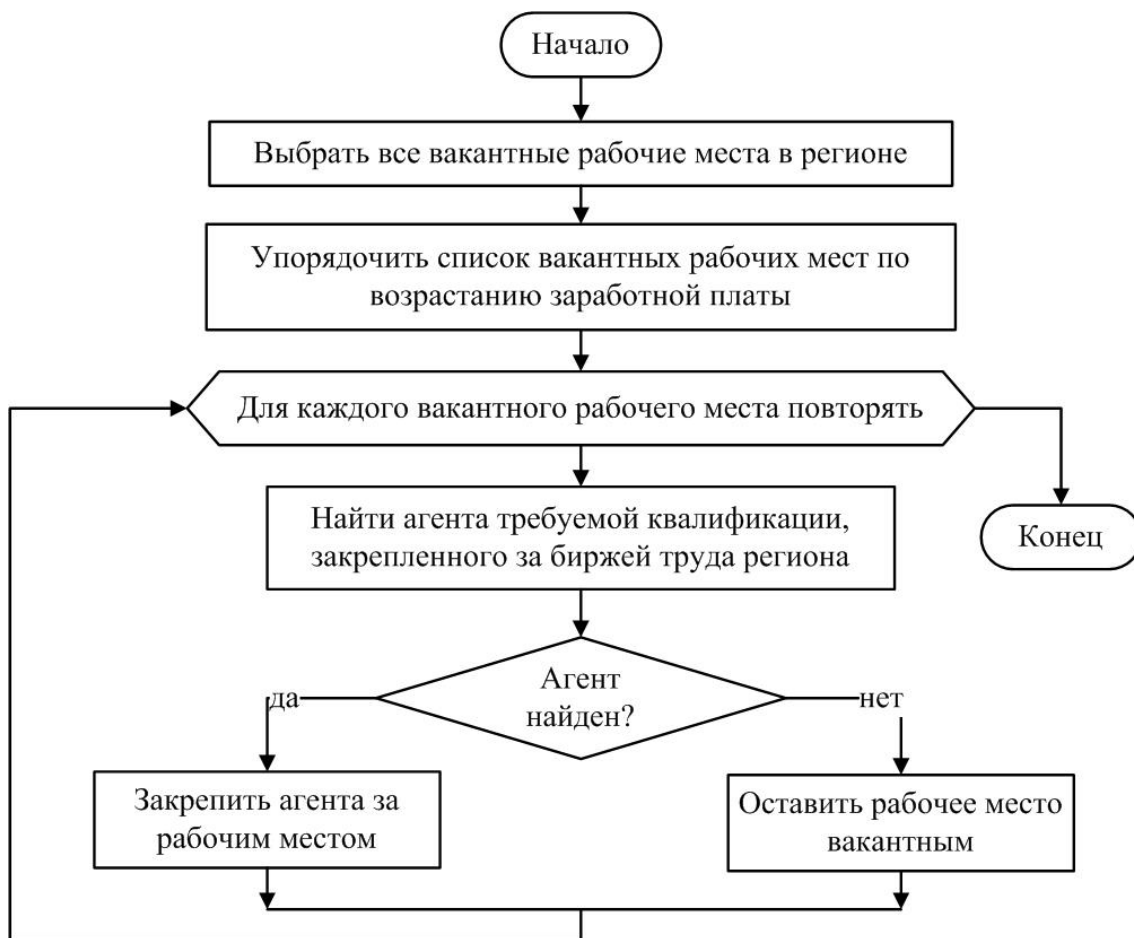 Начало
Выбрать все вакантные рабочие места в регионе
Упорядочить список вакантных рабочих мест по
возрастанию заработной платы
Для каждого вакантного рабочего места повторять
Найти агента требуемой квалификации,
закрепленного за биржей труда региона
Конец
Агент
найден?
да
нет
Закрепить агента за
рабочим местом
Оставить рабочее место
вакантным